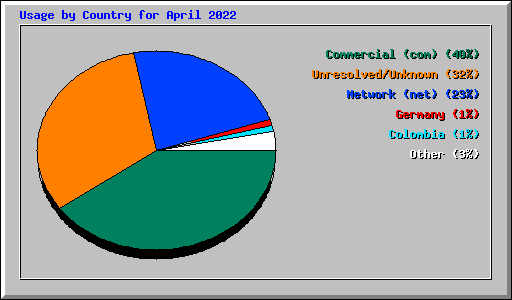 Usage by Country for April 2022
Commercial (com) (40%)
Unresolved/Unknown (32%)
Network (net) (23%)
Germany (1%)
Colombia (1%)
Other (3%)